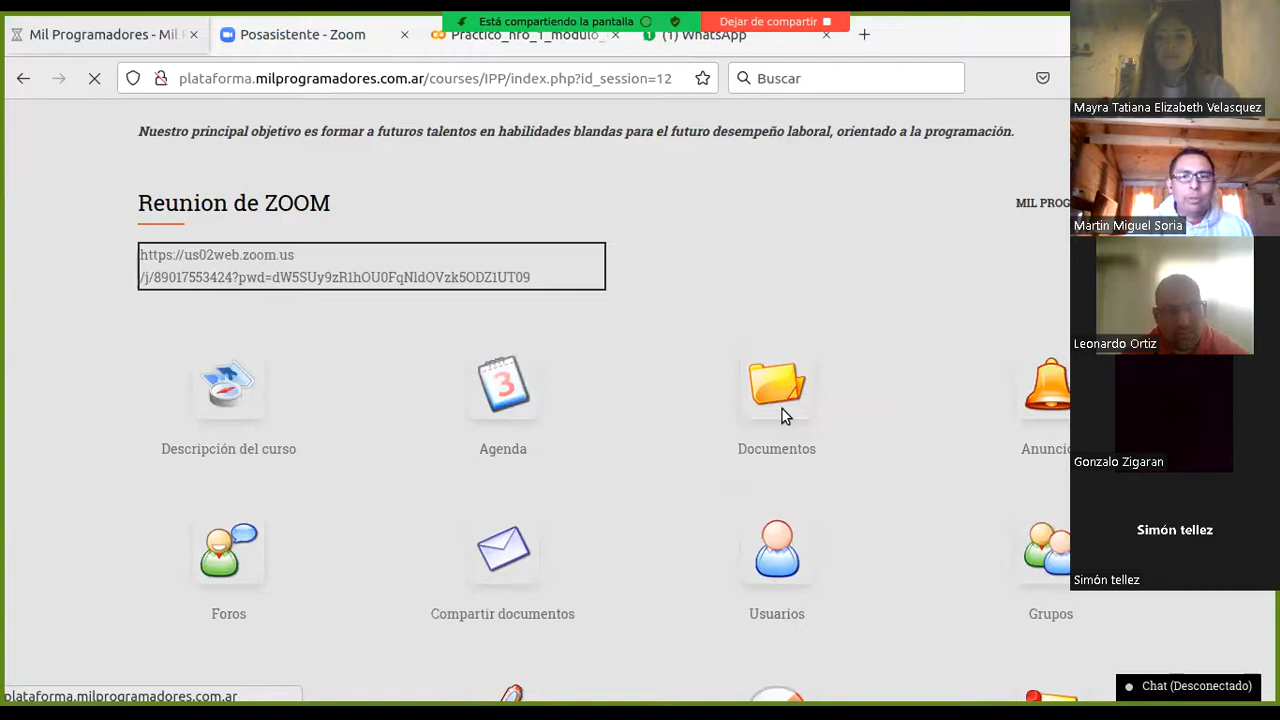 Está compartiendo la pantalla
Dejar de compartir
Mil Programadores - Mil
Posasistente - Zoom
Practico_nro_1_modulo_
(1) WhatsApp
plataforma.milprogramadores.com.ar/courses/IPP/index.php?id_session=12
Buscar
Nuestro principal objetivo es formar a futuros talentos en habilidades blandas para el futuro desempeño laboral, orientado a la programación.
Reunion de ZOOM
MIL PROG
https://us02web.zoom.us
/j/89017553424?pwd=dW5SUy9zR1hOU0FqNldOVzk5ODZ1UT09
3
Descripción del curso
Agenda
Documentos
Anunci
Foros
Compartir documentos
Usuarios
Grupos
plataforma.milprogramadores.com.ar
Mayra Tatiana Elizabeth Velasquez
Martin Miguel Soria
Leonardo Ortiz
Gonzalo Zigaran
Simón tellez
Simón tellez
Chat (Desconectado)